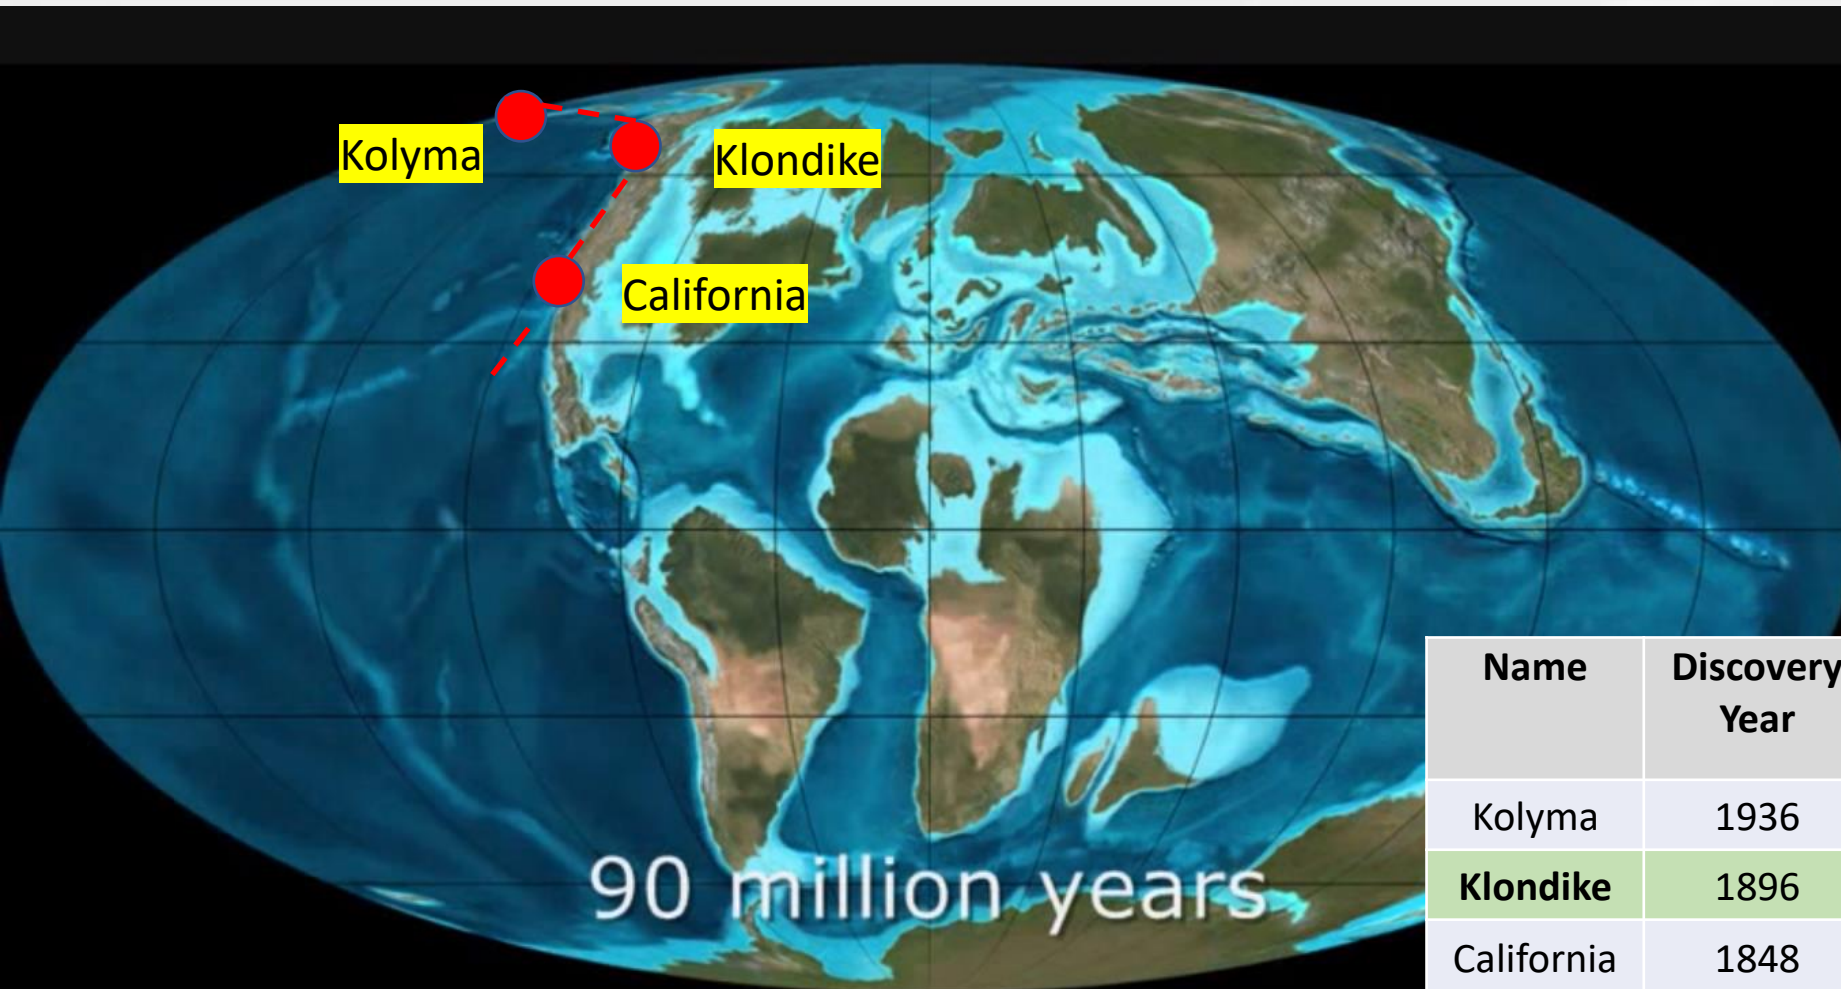 Kolyma
Klondike
California
90 million years
Name Discovery Year
Kolyma 1936
Klondike 1896
California 1848